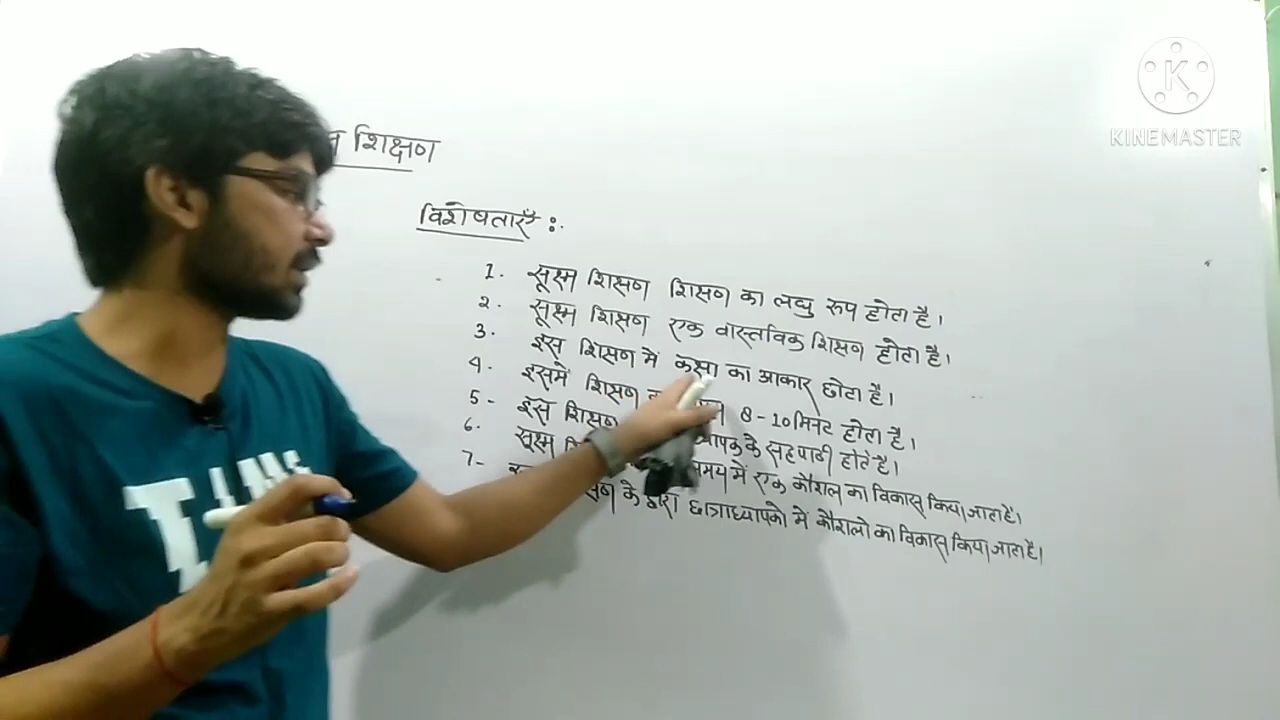 शिक्षण
विशेषताएँ :-
1. सूक्ष्म शिक्षण शिक्षण का लघु रूप होता है।
2. सूक्ष्म शिक्षण एक वास्तविक शिक्षण होता है।
3. इस शिक्षण में कक्षा का आकार छोटा है।
4. इसमें शिक्षण 8-10 मिनट होता है।
5- इस शिक्षण के सहपाठी होते है।
6. सूक्ष्म समय में एक कौशल का विकास किया जाता है।
7- के द्वारा छात्राध्यापको में कौशलो का विकास किया जाता है।
KINEMASTER